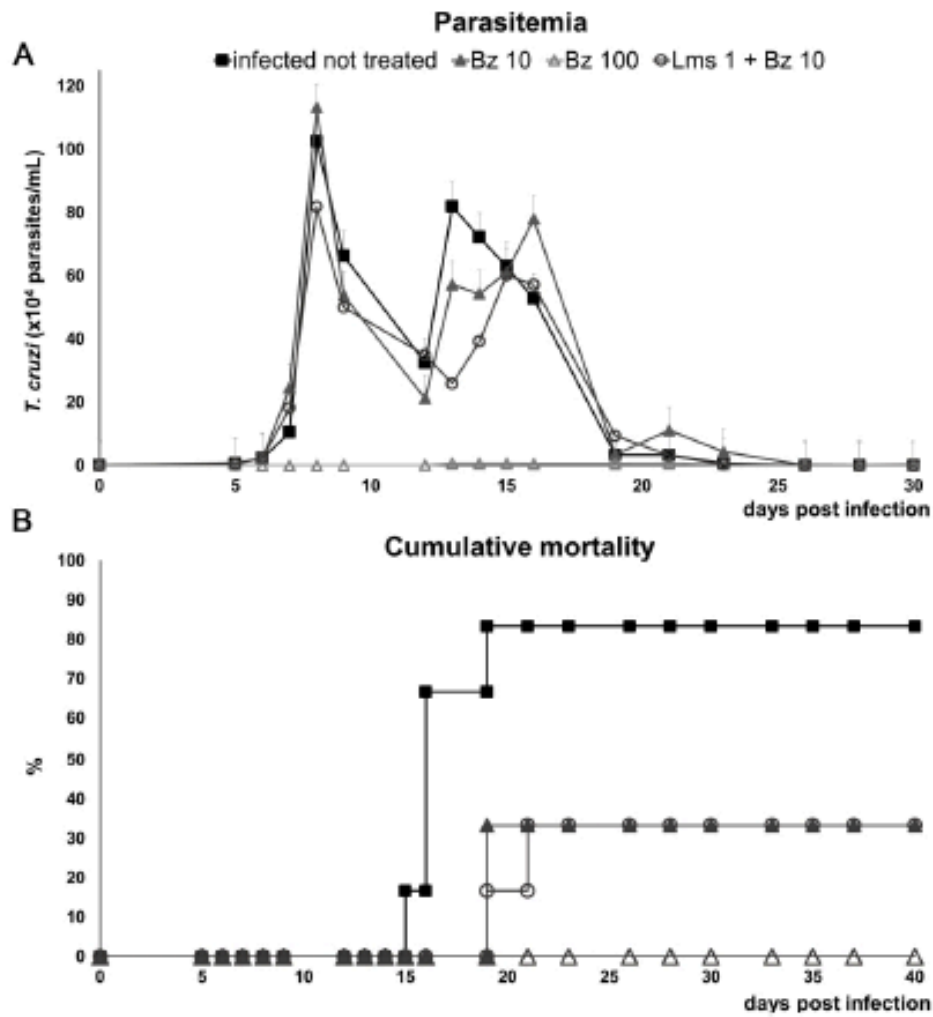 Parasitemia
A
infected not treated Bz 10 Bz 100 Lms 1 + Bz 10
T. cruzi (x10⁴ parasites/mL)
120
100
80
60
40
20
0
0 5 10 15 20 25 30
days post infection
B
Cumulative mortality
%
100
90
80
70
60
50
40
30
20
10
0
0 5 10 15 20 25 30 35 40
days post infection